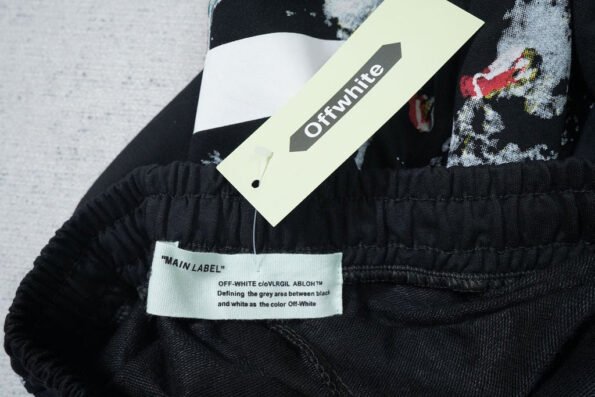 Offwhite
"MAIN LABEL"
OFF-WHITE c/oVLRGIL ABLOH™
Defining the grey area between black
and white as the color Off-White